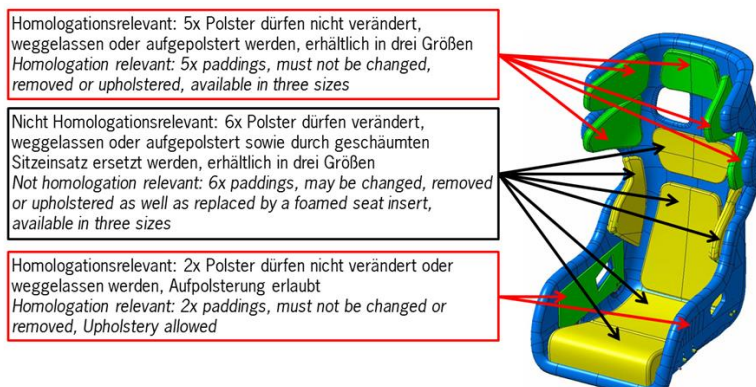 Homologationsrelevant: 5x Polster dürfen nicht verändert,
weggelassen oder aufgepolstert werden, erhältlich in drei Größen
Homologation relevant: 5x paddings, must not be changed,
removed or upholstered, available in three sizes
Nicht Homologationsrelevant: 6x Polster dürfen verändert,
weggelassen oder aufgepolstert sowie durch geschäumten
Sitzeinsatz ersetzt werden, erhältlich in drei Größen
Not homologation relevant: 6x paddings, may be changed, removed
or upholstered as well as replaced by a foamed seat insert,
available in three sizes
Homologationsrelevant: 2x Polster dürfen nicht verändert oder
weggelassen werden, Aufpolsterung erlaubt
Homologation relevant: 2x paddings, must not be changed or
removed, Upholstery allowed